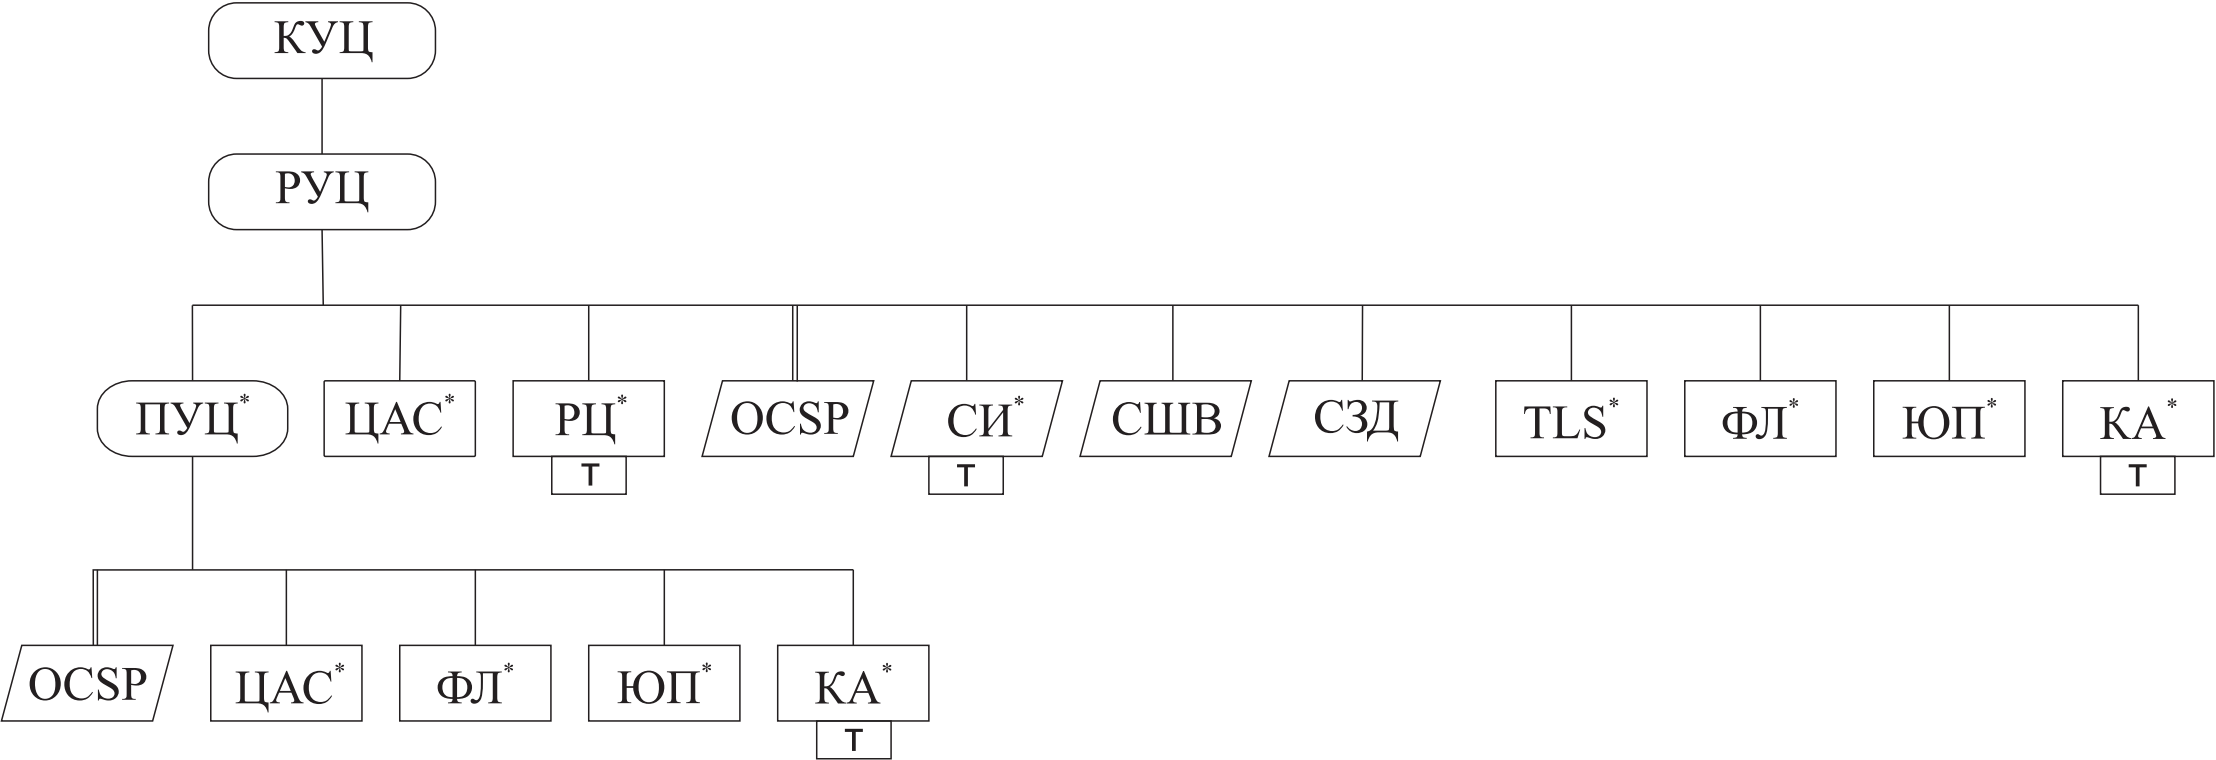 КУЦ
РУЦ
ПУЦ* ЦАС* РЦ* OCSP СИ* СШВ СЗД TLS* ФЛ* ЮП* КА*
Т Т Т
OCSP ЦАС* ФЛ* ЮП* КА*
Т